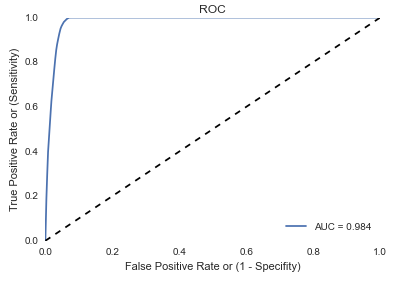 ROC
True Positive Rate or (Sensitivity)
1.0
0.8
0.6
0.4
0.2
0.0
AUC = 0.984
0.0 0.2 0.4 0.6 0.8 1.0
False Positive Rate or (1 - Specifity)